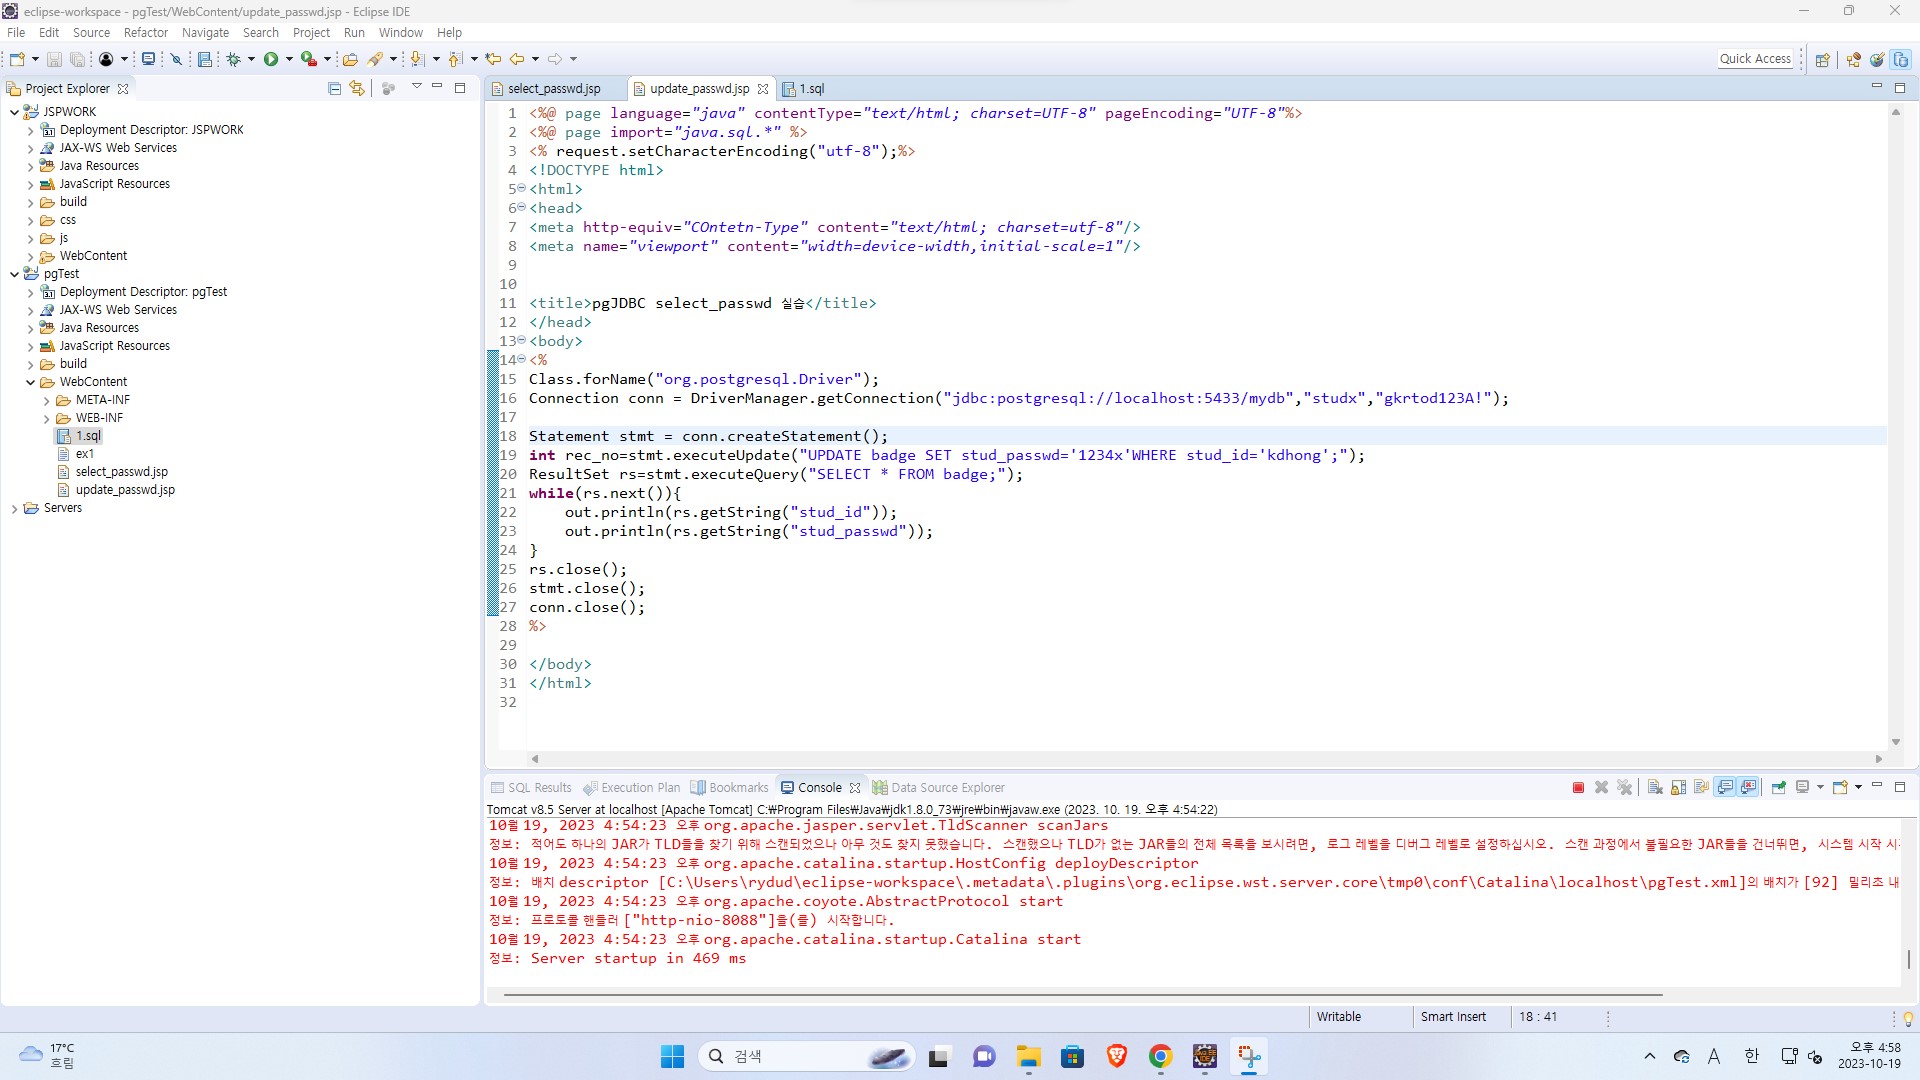 eclipse-workspace - pgTest/WebContent/update_passwd.jsp - Eclipse IDE
File Edit Source Refactor Navigate Search Project Run Window Help
Quick Access
Project Explorer
JSPWORK
Deployment Descriptor: JSPWORK
JAX-WS Web Services
Java Resources
JavaScript Resources
build
css
js
WebContent
pgTest
Deployment Descriptor: pgTest
JAX-WS Web Services
Java Resources
JavaScript Resources
build
WebContent
META-INF
WEB-INF
1.sql
ex1
select_passwd.jsp
update_passwd.jsp
Servers
select_passwd.jsp update_passwd.jsp 1.sql
1 <%@ page language="java" contentType="text/html; charset=UTF-8" pageEncoding="UTF-8"%>
2 <%@ page import="java.sql.*" %>
3 <% request.setCharacterEncoding("utf-8");%>
4 <!DOCTYPE html>
5 <html>
6 <head>
7 <meta http-equiv="COntetn-Type" content="text/html; charset=utf-8"/>
8 <meta name="viewport" content="width=device-width,initial-scale=1"/>
9
10
11 <title>pgJDBC select_passwd 실습</title>
12 </head>
13 <body>
14 <%
15 Class.forName("org.postgresql.Driver");
16 Connection conn = DriverManager.getConnection("jdbc:postgresql://localhost:5433/mydb","studx","gkrtod123A!");
17
18 Statement stmt = conn.createStatement();
19 int rec_no=stmt.executeUpdate("UPDATE badge SET stud_passwd='1234x'WHERE stud_id='kdhong';");
20 ResultSet rs=stmt.executeQuery("SELECT * FROM badge;");
21 while(rs.next()){
22 out.println(rs.getString("stud_id"));
23 out.println(rs.getString("stud_passwd"));
24 }
25 rs.close();
26 stmt.close();
27 conn.close();
28 %>
29
30 </body>
31 </html>
32
SQL Results Execution Plan Bookmarks Console Data Source Explorer
Tomcat v8.5 Server at localhost [Apache Tomcat] C:₩Program Files₩Java₩jdk1.8.0_73₩jre₩bin₩javaw.exe (2023. 10. 19. 오후 4:54:22)
10월 19, 2023 4:54:23 오후 org.apache.jasper.servlet.TldScanner scanJars
정보: 적어도 하나의 JAR가 TLD들을 찾기 위해 스캔되었으나 아무 것도 찾지 못했습니다. 스캔했으나 TLD가 없는 JAR들의 전체 목록을 보시려면, 로그 레벨을 디버그 레벨로 설정하십시오. 스캔 과정에서 불필요한 JAR들을 건너뛰면, 시스템 시작 시
10월 19, 2023 4:54:23 오후 org.apache.catalina.startup.HostConfig deployDescriptor
정보: 배치 descriptor [C:\Users\rydud\eclipse-workspace\.metadata\.plugins\org.eclipse.wst.server.core\tmp0\conf\Catalina\localhost\pgTest.xml]의 배치가 [92] 밀리초 내
10월 19, 2023 4:54:23 오후 org.apache.coyote.AbstractProtocol start
정보: 프로토콜 핸들러 ["http-nio-8088"]을(를) 시작합니다.
10월 19, 2023 4:54:23 오후 org.apache.catalina.startup.Catalina start
정보: Server startup in 469 ms
Writable Smart Insert 18 : 41
17°C
흐림
검색
A 한
오후 4:58
2023-10-19